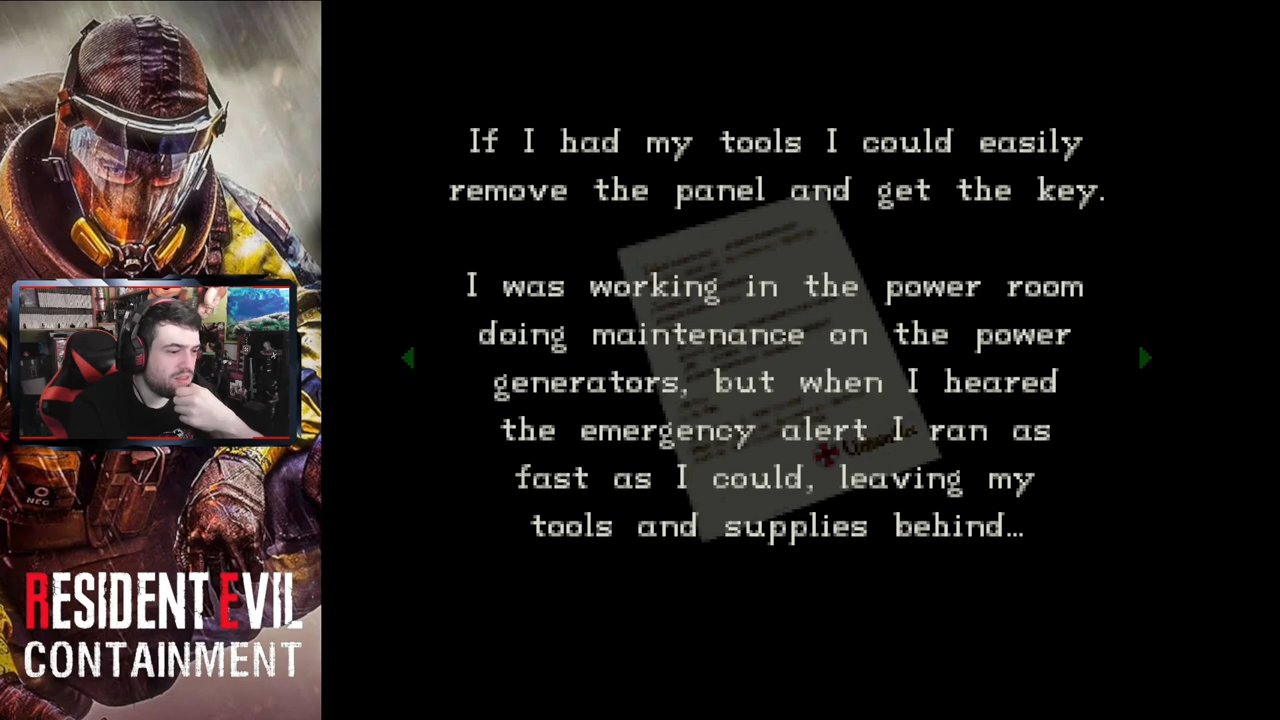 If I had my tools I could easily
remove the panel and get the key.
I was working in the power room
doing maintenance on the power
generators, but when I heared
the emergency alert I ran as
fast as I could, leaving my
tools and supplies behind…
Umbrella
NEG
RESIDENT EVIL
CONTAINMENT